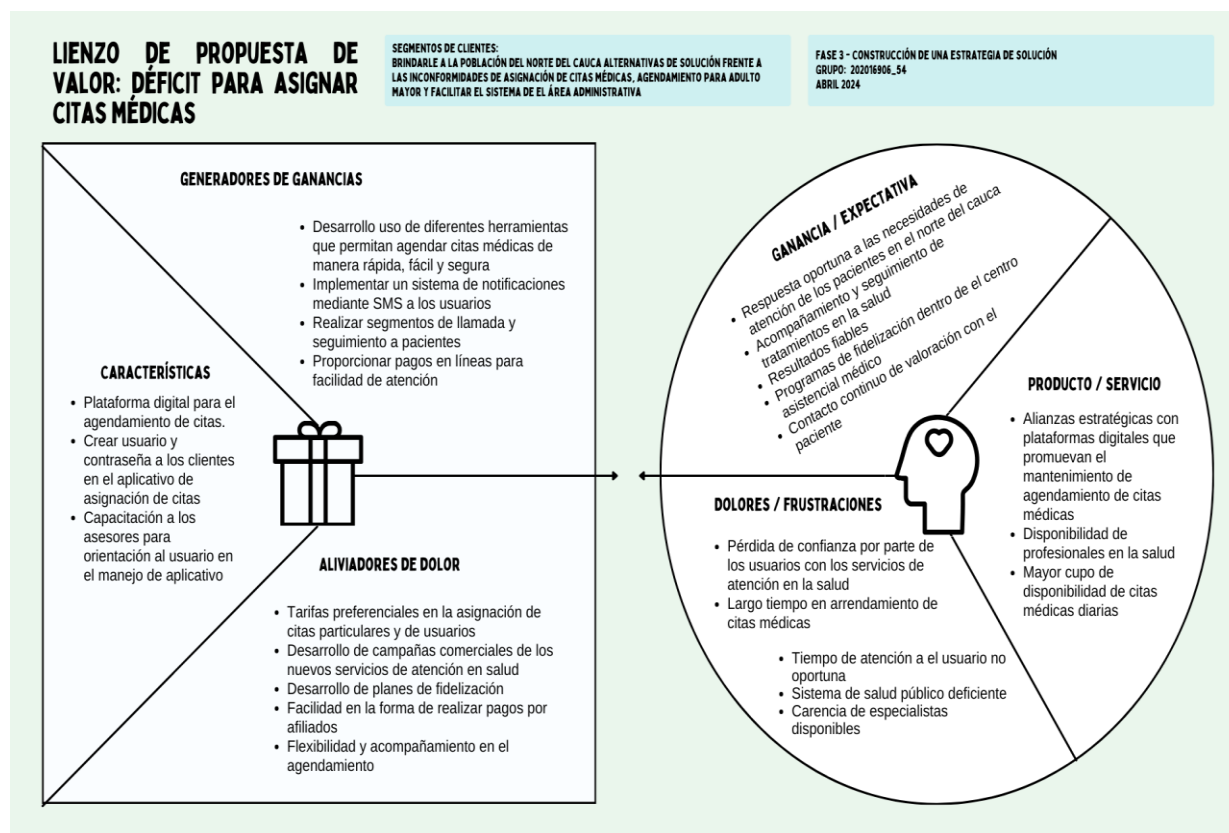 LIENZO DE PROPUESTA DE
VALOR: DÉFICIT PARA ASIGNAR
CITAS MÉDICAS
SEGMENTOS DE CLIENTES:
BRINDARLE A LA POBLACIÓN DEL NORTE DEL CAUCA ALTERNATIVAS DE SOLUCIÓN FRENTE A
LAS INCONFORMIDADES DE ASIGNACIÓN DE CITAS MÉDICAS, AGENDAMIENTO PARA ADULTO
MAYOR Y FACILITAR EL SISTEMA DE EL ÁREA ADMINISTRATIVA
FASE 3 - CONSTRUCCIÓN DE UNA ESTRATEGIA DE SOLUCIÓN
GRUPO: 202016906_54
ABRIL 2024
GENERADORES DE GANANCIAS
• Desarrollo uso de diferentes herramientas
que permitan agendar citas médicas de
manera rápida, fácil y segura
• Implementar un sistema de notificaciones
mediante SMS a los usuarios
• Realizar segmentos de llamada y
seguimiento a pacientes
• Proporcionar pagos en líneas para
facilidad de atención
CARACTERÍSTICAS
• Plataforma digital para el
agendamiento de citas.
• Crear usuario y
contraseña a los clientes
en el aplicativo de
asignación de citas
• Capacitación a los
asesores para
orientación al usuario en
el manejo de aplicativo
ALIVIADORES DE DOLOR
• Tarifas preferenciales en la asignación de
citas particulares y de usuarios
• Desarrollo de campañas comerciales de los
nuevos servicios de atención en salud
• Desarrollo de planes de fidelización
• Facilidad en la forma de realizar pagos por
afiliados
• Flexibilidad y acompañamiento en el
agendamiento
GANANCIA / EXPECTATIVA
• Respuesta oportuna a las necesidades de
atención de los pacientes en el norte del cauca
• Acompañamiento y seguimiento de
tratamientos en la salud
• Resultados fiables
• Programas de fidelización dentro de el centro
asistencial médico
• Contacto continuo de valoración con el
paciente
PRODUCTO / SERVICIO
• Alianzas estratégicas con
plataformas digitales que
promuevan el
mantenimiento de
agendamiento de citas
médicas
• Disponibilidad de
profesionales en la salud
• Mayor cupo de
disponibilidad de citas
médicas diarias
DOLORES / FRUSTRACIONES
• Pérdida de confianza por parte de
los usuarios con los servicios de
atención en la salud
• Largo tiempo en arrendamiento de
citas médicas
• Tiempo de atención a el usuario no
oportuna
• Sistema de salud público deficiente
• Carencia de especialistas
disponibles